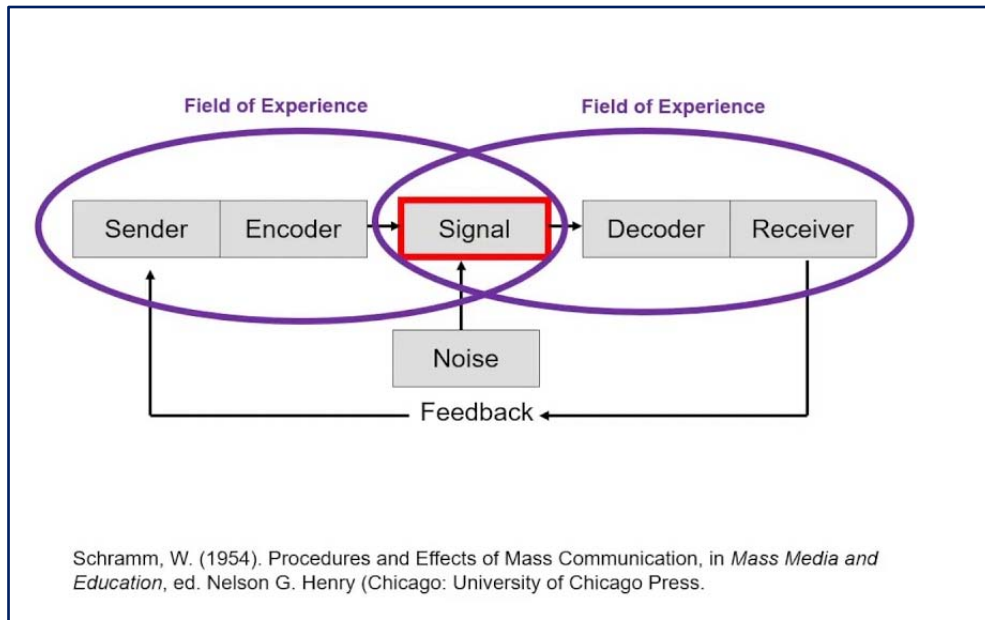 Field of Experience
Field of Experience
Sender
Encoder
Signal
Decoder
Receiver
Noise
Feedback
Schramm, W. (1954). Procedures and Effects of Mass Communication, in Mass Media and
Education, ed. Nelson G. Henry (Chicago: University of Chicago Press.